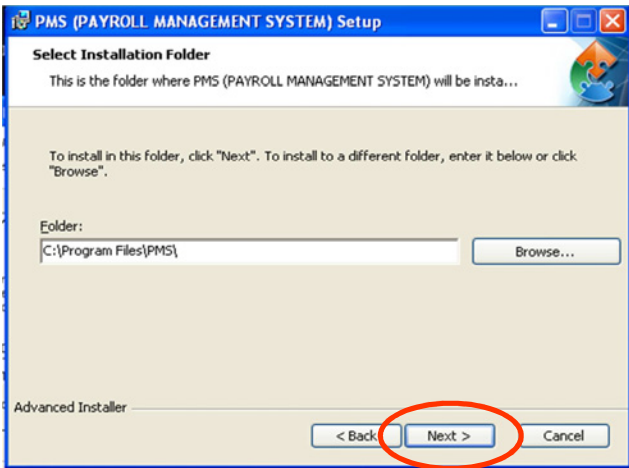 PMS (PAYROLL MANAGEMENT SYSTEM) Setup
Select Installation Folder
This is the folder where PMS (PAYROLL MANAGEMENT SYSTEM) will be insta...
To install in this folder, click "Next". To install to a different folder, enter it below or click
"Browse".
Folder:
C:\Program Files\PMS\
Browse...
Advanced Installer
< Back
Next >
Cancel